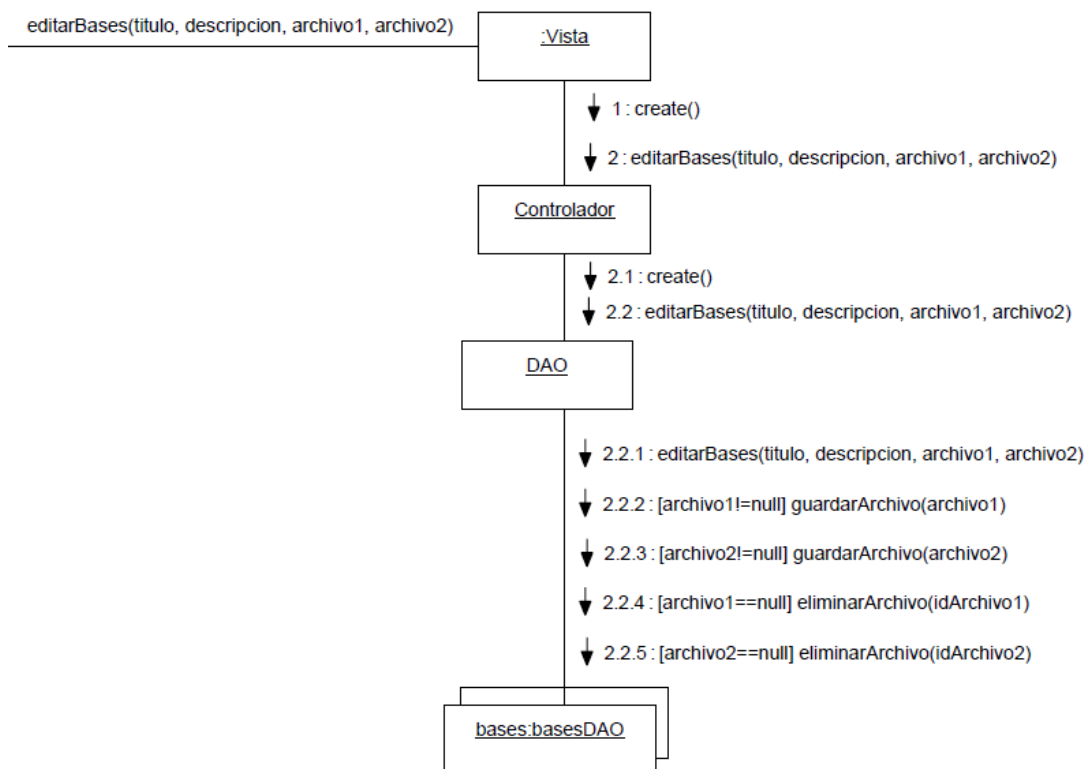 editarBases(titulo, descripcion, archivo1, archivo2)
:Vista
1 : create()
2 : editarBases(titulo, descripcion, archivo1, archivo2)
Controlador
2.1 : create()
2.2 : editarBases(titulo, descripcion, archivo1, archivo2)
DAO
2.2.1 : editarBases(titulo, descripcion, archivo1, archivo2)
2.2.2 : [archivo1!=null] guardarArchivo(archivo1)
2.2.3 : [archivo2!=null] guardarArchivo(archivo2)
2.2.4 : [archivo1==null] eliminarArchivo(idArchivo1)
2.2.5 : [archivo2==null] eliminarArchivo(idArchivo2)
bases:basesDAO